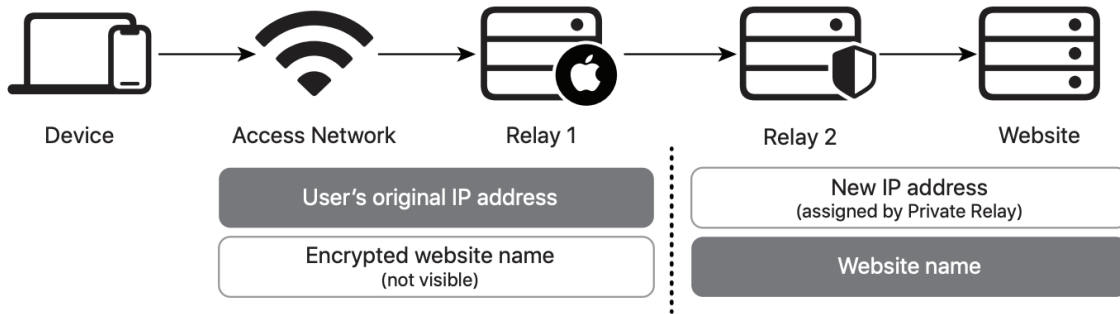 Device
Access Network
Relay 1
Relay 2
Website
User's original IP address
Encrypted website name
(not visible)
New IP address
(assigned by Private Relay)
Website name